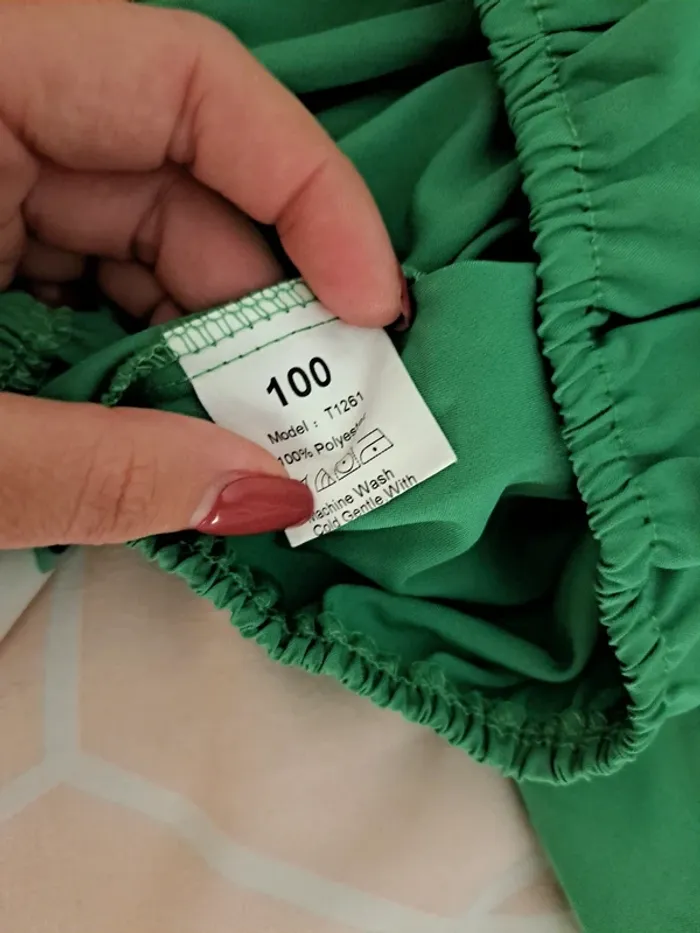 100
Model : T1261
100% Polyester
Machine Wash
Cold Gentle With